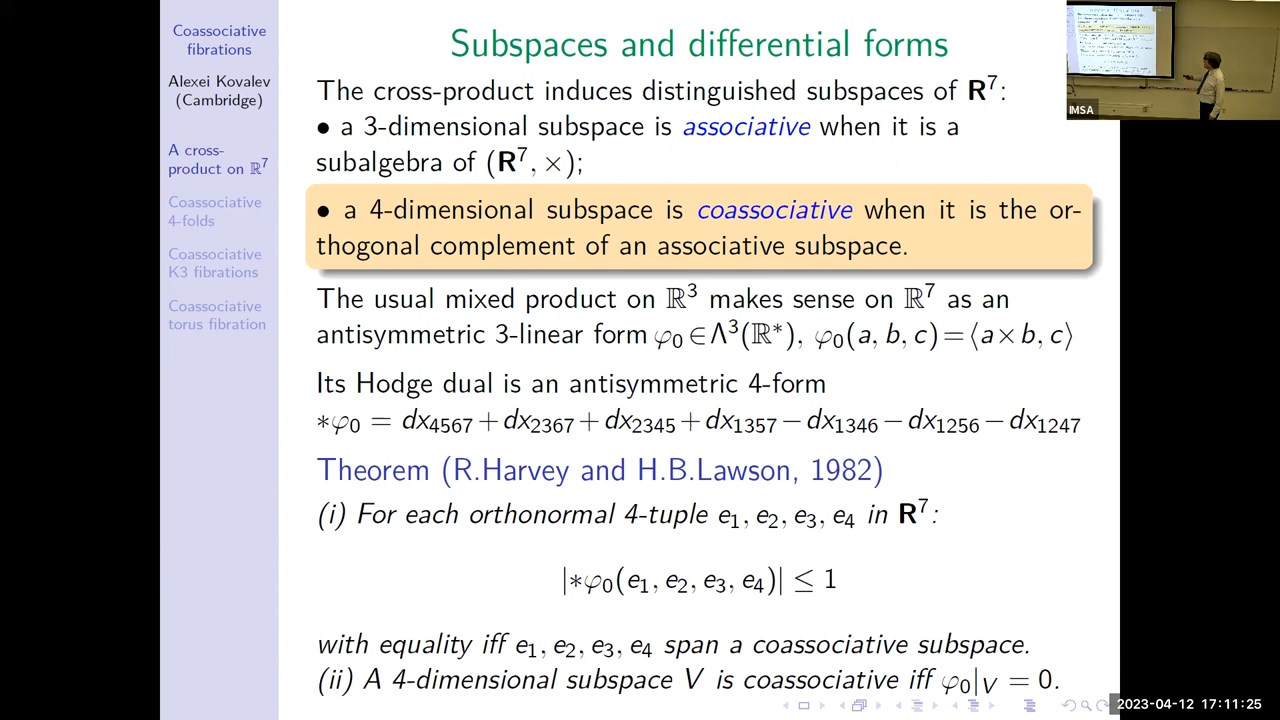 Coassociative
fibrations
Alexei Kovalev
(Cambridge)
A cross-
product on ℝ⁷
Coassociative
4-folds
Coassociative
K3 fibrations
Coassociative
torus fibration
Subspaces and differential forms
The cross-product induces distinguished subspaces of R⁷:
• a 3-dimensional subspace is associative when it is a
subalgebra of (R⁷, ×);
• a 4-dimensional subspace is coassociative when it is the or-
thogonal complement of an associative subspace.
The usual mixed product on ℝ³ makes sense on ℝ⁷ as an
antisymmetric 3-linear form φ₀ ∈ Λ³(ℝ*), φ₀(a, b, c) = ⟨a × b, c⟩
Its Hodge dual is an antisymmetric 4-form
∗φ₀ = dx₄₅₆₇ + dx₂₃₆₇ + dx₂₃₄₅ + dx₁₃₅₇ − dx₁₃₄₆ − dx₁₂₅₆ − dx₁₂₄₇
Theorem (R.Harvey and H.B.Lawson, 1982)
(i) For each orthonormal 4-tuple e₁, e₂, e₃, e₄ in R⁷:
|∗φ₀(e₁, e₂, e₃, e₄)| ≤ 1
with equality iff e₁, e₂, e₃, e₄ span a coassociative subspace.
(ii) A 4-dimensional subspace V is coassociative iff φ₀|V = 0.
IMSA
2023-04-12 17:11:25